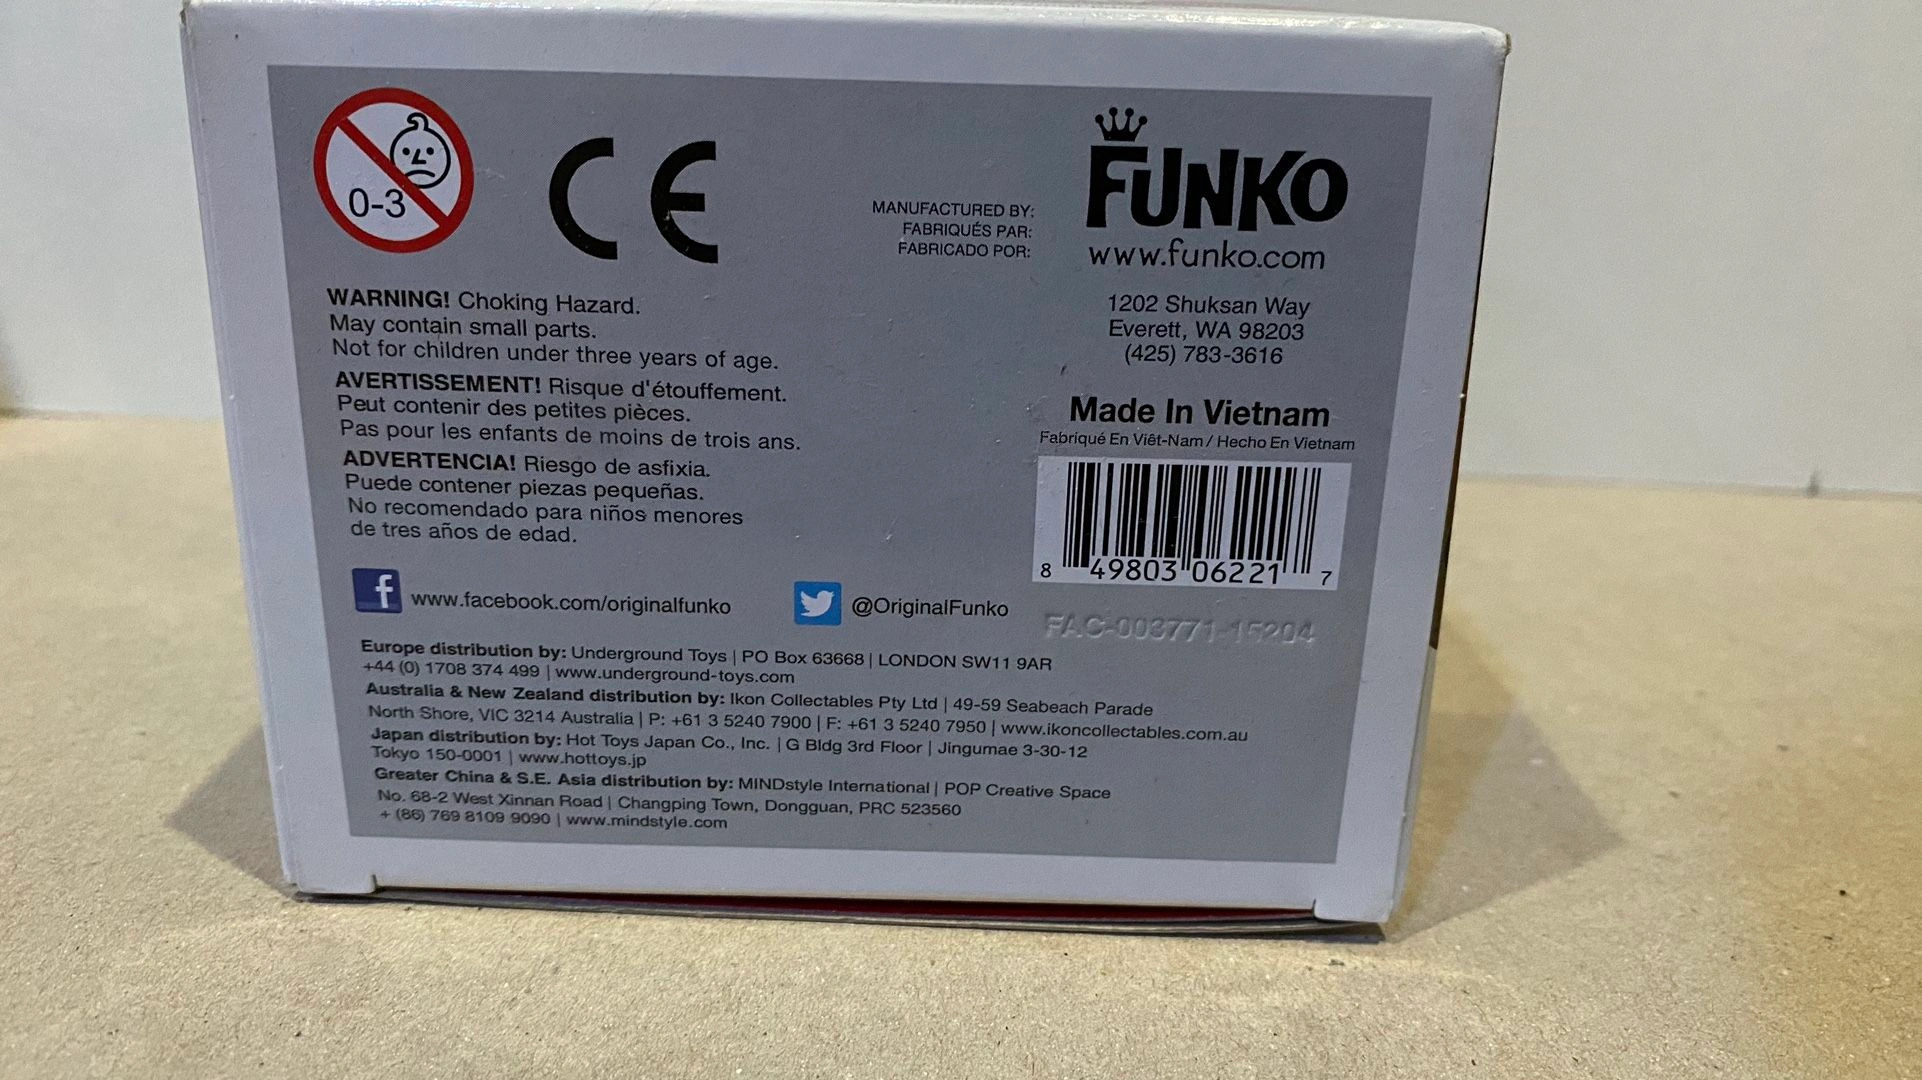 0-3
CE
MANUFACTURED BY:
FABRIQUÉS PAR:
FABRICADO POR:
FUNKO
www.funko.com
1202 Shuksan Way
Everett, WA 98203
(425) 783-3616
WARNING! Choking Hazard.
May contain small parts.
Not for children under three years of age.
AVERTISSEMENT! Risque d'étouffement.
Peut contenir des petites pièces.
Pas pour les enfants de moins de trois ans.
ADVERTENCIA! Riesgo de asfixia.
Puede contener piezas pequeñas.
No recomendado para niños menores
de tres años de edad.
Made In Vietnam
Fabriqué En Viêt-Nam / Hecho En Vietnam
8 49803 06221 7
FAC-003771-15204
f www.facebook.com/originalfunko
@OriginalFunko
Europe distribution by: Underground Toys | PO Box 63668 | LONDON SW11 9AR
+44 (0) 1708 374 499 | www.underground-toys.com
Australia & New Zealand distribution by: Ikon Collectables Pty Ltd | 49-59 Seabeach Parade
North Shore, VIC 3214 Australia | P: +61 3 5240 7900 | F: +61 3 5240 7950 | www.ikoncollectables.com.au
Japan distribution by: Hot Toys Japan Co., Inc. | G Bldg 3rd Floor | Jingumae 3-30-12
Tokyo 150-0001 | www.hottoys.jp
Greater China & S.E. Asia distribution by: MINDstyle International | POP Creative Space
No. 68-2 West Xinnan Road | Changping Town, Dongguan, PRC 523560
+ (86) 769 8109 9090 | www.mindstyle.com